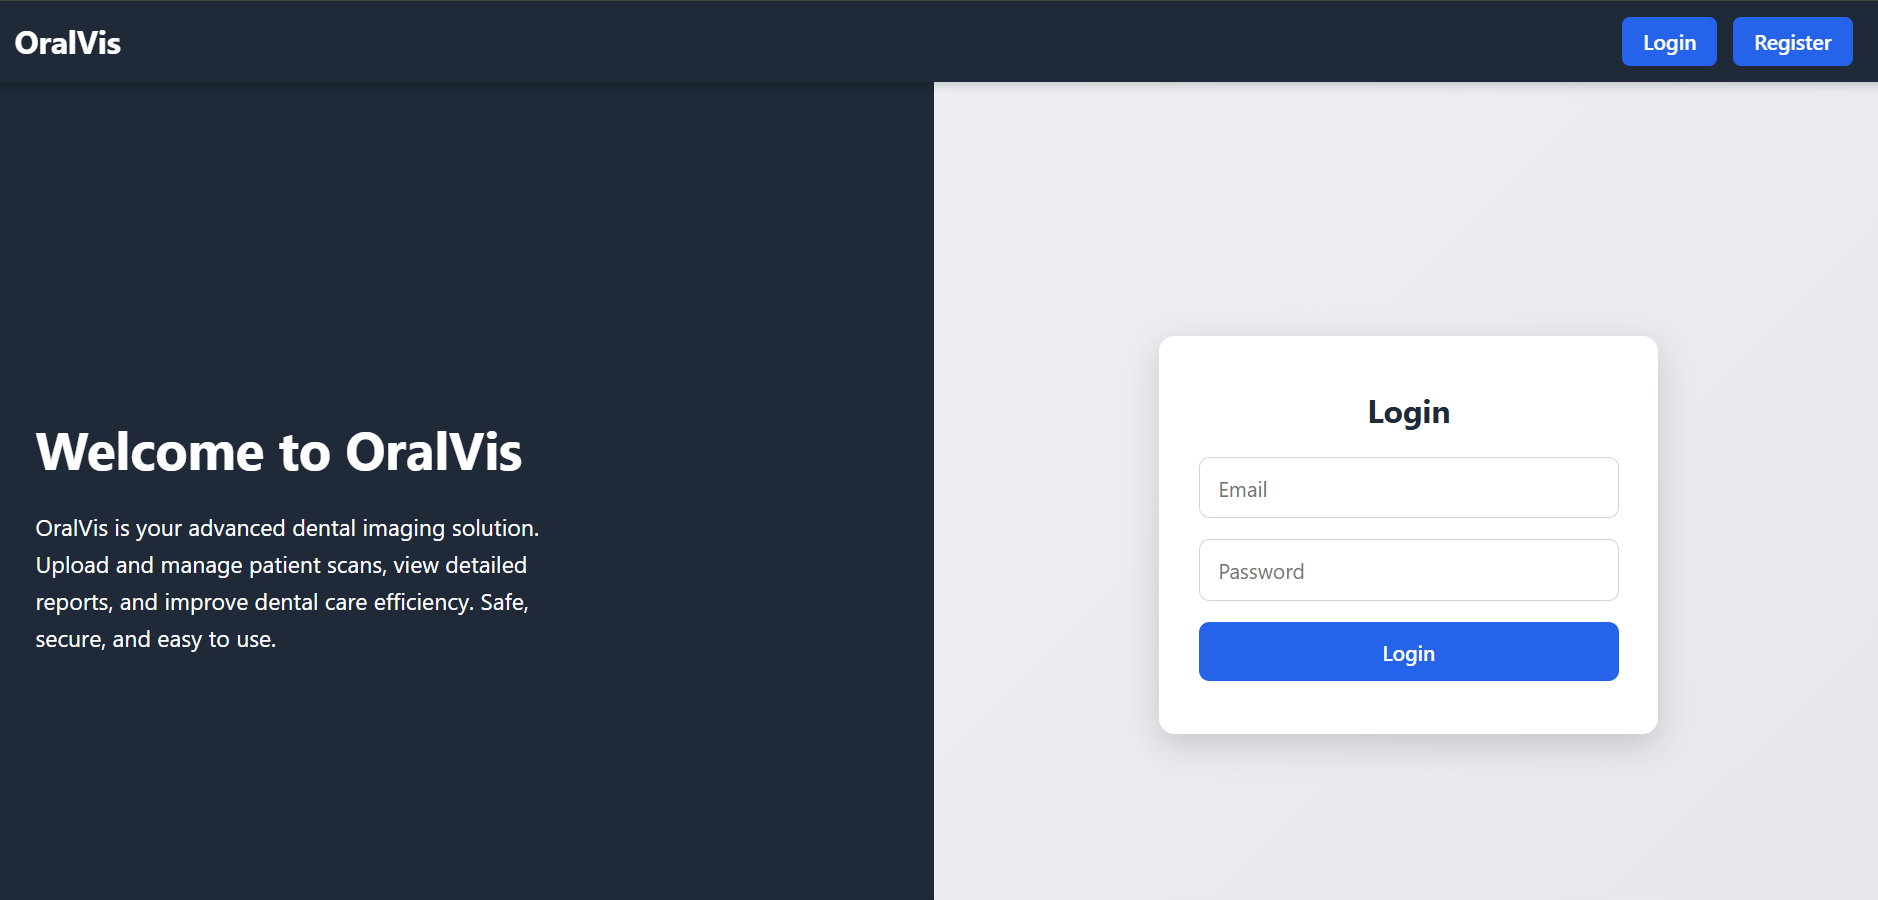 OralVis
Login
Register
Welcome to OralVis
OralVis is your advanced dental imaging solution.
Upload and manage patient scans, view detailed
reports, and improve dental care efficiency. Safe,
secure, and easy to use.
Login
Email
Password
Login